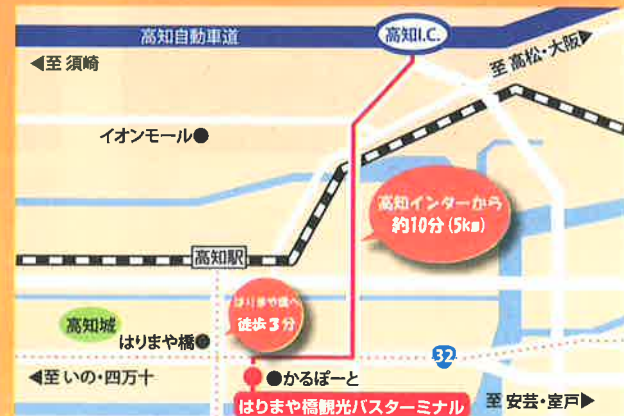 高知自動車道
高知I.C.
◀至 須崎
至 高松・大阪▶
イオンモール●
高知インターから
約10分(5km)
高知駅
はりまや橋へ
徒歩3分
高知城
はりまや橋●
32
◀至 いの・四万十
●かるぽーと
はりまや橋観光バスターミナル
至 安芸・室戸▶